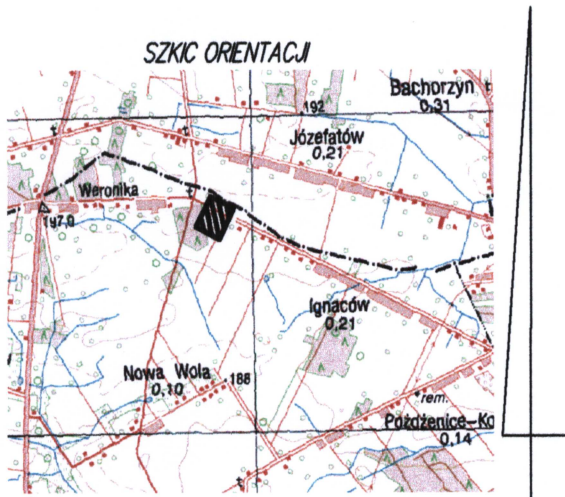 SZKIC ORIENTACJI
Bachorzyn
0,31
192
Józefatów
0,21
Weronika
197,9
Ignaców
0,21
Nowa Wola
0,10
188
rem.
Pożdżenice-Ko
0,14